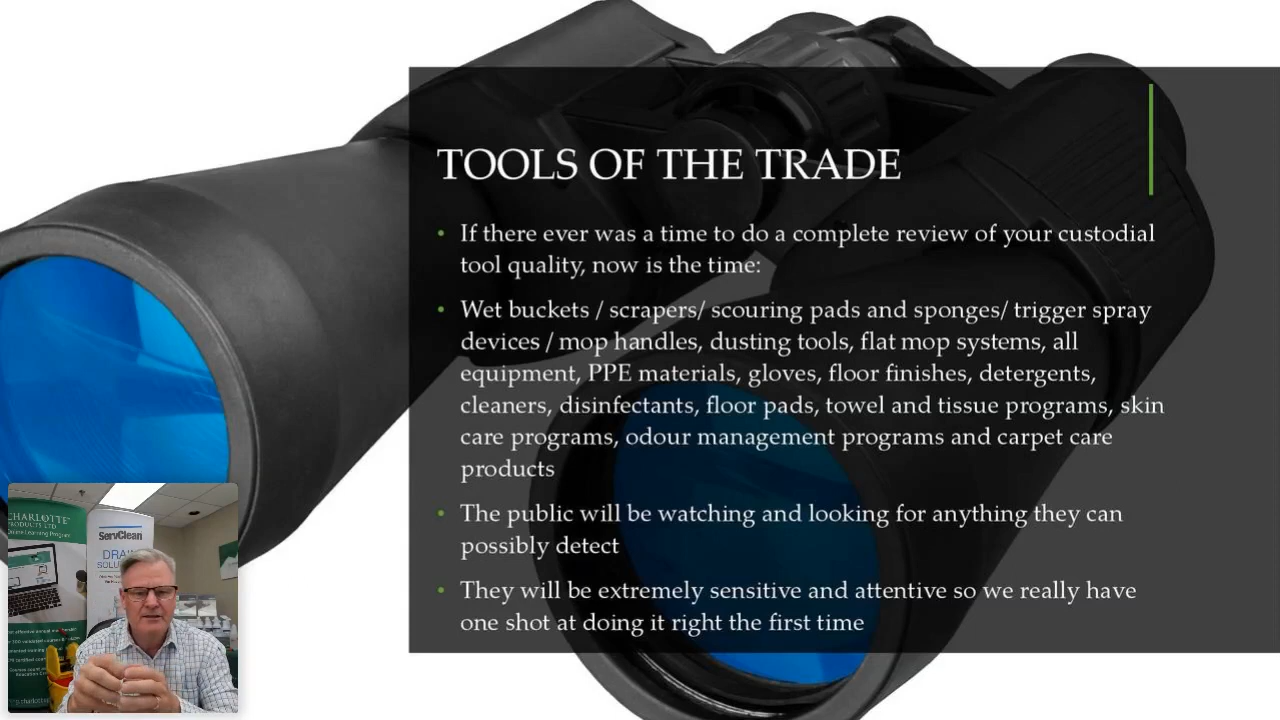 TOOLS OF THE TRADE
• If there ever was a time to do a complete review of your custodial
tool quality, now is the time:
• Wet buckets / scrapers/ scouring pads and sponges/ trigger spray
devices / mop handles, dusting tools, flat mop systems, all
equipment, PPE materials, gloves, floor finishes, detergents,
cleaners, disinfectants, floor pads, towel and tissue programs, skin
care programs, odour management programs and carpet care
products
• The public will be watching and looking for anything they can
possibly detect
• They will be extremely sensitive and attentive so we really have
one shot at doing it right the first time
CHARLOTTE
PRODUCTS LTD
Online Learning Program
ServClean
DRAIN